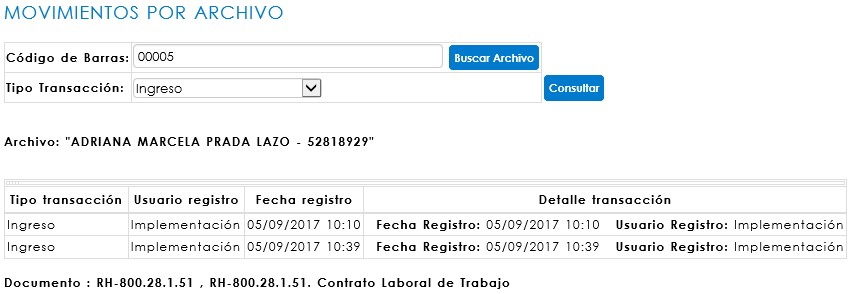 MOVIMIENTOS POR ARCHIVO
Código de Barras: 00005 Buscar Archivo
Tipo Transacción: Ingreso Consultar
Archivo: "ADRIANA MARCELA PRADA LAZO - 52818929"
Tipo transacción Usuario registro Fecha registro Detalle transacción
Ingreso Implementación 05/09/2017 10:10 Fecha Registro: 05/09/2017 10:10 Usuario Registro: Implementación
Ingreso Implementación 05/09/2017 10:39 Fecha Registro: 05/09/2017 10:39 Usuario Registro: Implementación
Documento : RH-800.28.1.51 , RH-800.28.1.51. Contrato Laboral de Trabajo